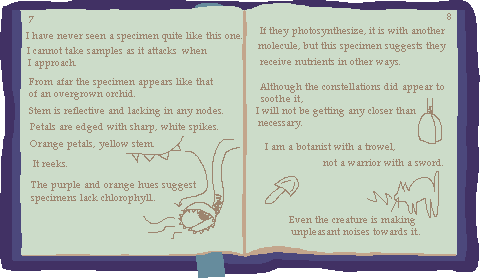 7
I have never seen a specimen quite like this one.
I cannot take samples as it attacks when
I approach.
From afar the specimen appears like that
of an overgrown orchid.
Stem is reflective and lacking in any nodes.
Petals are edged with sharp, white spikes.
Orange petals, yellow stem.
It reeks.
The purple and orange hues suggest
specimens lack chlorophyll.
8
If they photosynthesize, it is with another
molecule, but this specimen suggests they
receive nutrients in other ways.
Although the constellations did appear to
soothe it,
I will not be getting any closer than
necessary.
I am a botanist with a trowel,
not a warrior with a sword.
Even the creature is making
unpleasant noises towards it.